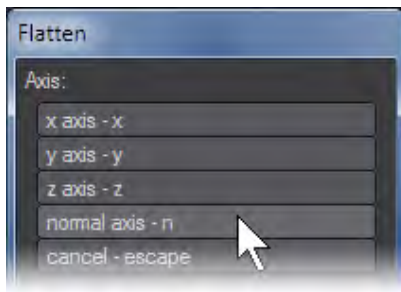 Flatten
Axis:
x axis - x
y axis - y
z axis - z
normal axis - n
cancel - escape